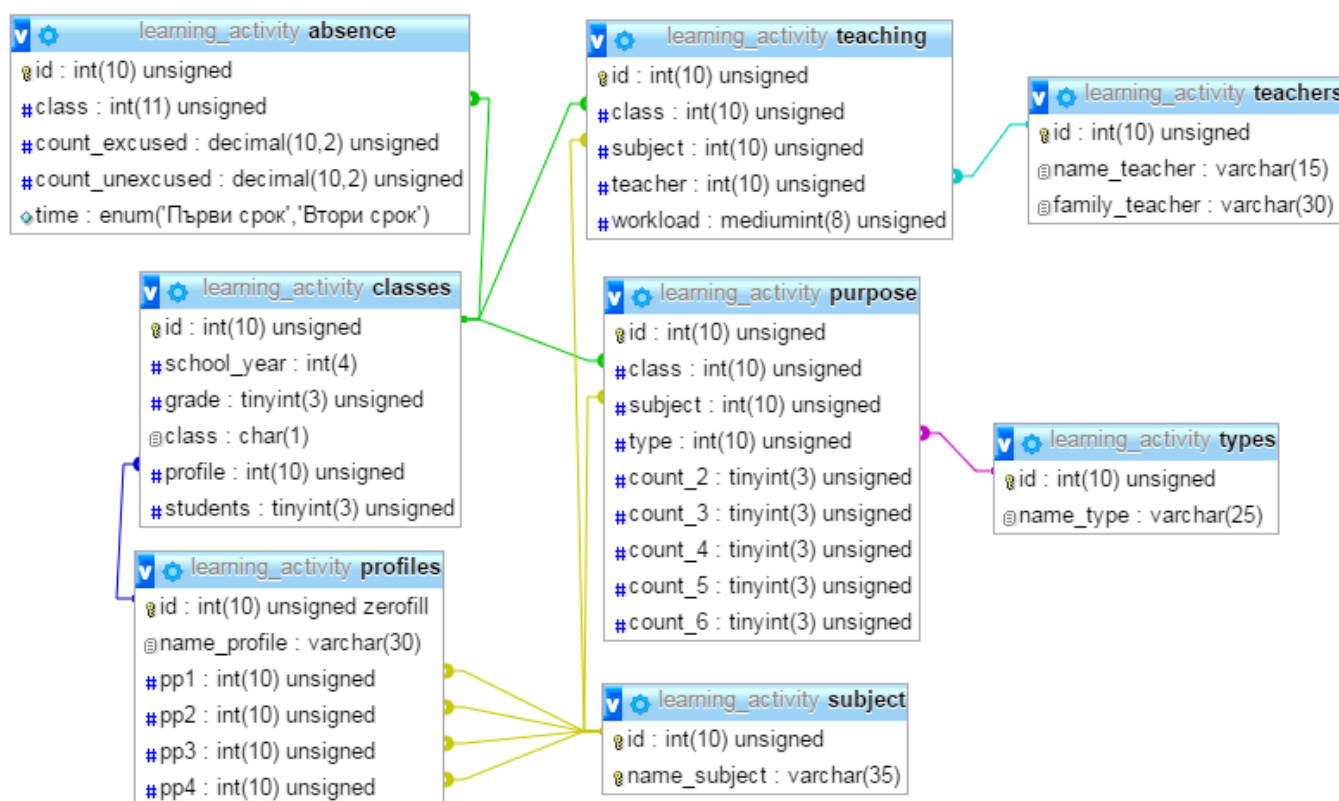 learning_activity absence
id : int(10) unsigned
#class : int(11) unsigned
#count_excused : decimal(10,2) unsigned
#count_unexcused : decimal(10,2) unsigned
time : enum('Първи срок','Втори срок')
learning_activity teaching
id : int(10) unsigned
#class : int(10) unsigned
#subject : int(10) unsigned
#teacher : int(10) unsigned
#workload : mediumint(8) unsigned
learning_activity teachers
id : int(10) unsigned
name_teacher : varchar(15)
family_teacher : varchar(30)
learning_activity classes
id : int(10) unsigned
#school_year : int(4)
#grade : tinyint(3) unsigned
class : char(1)
#profile : int(10) unsigned
#students : tinyint(3) unsigned
learning_activity purpose
id : int(10) unsigned
#class : int(10) unsigned
#subject : int(10) unsigned
#type : int(10) unsigned
#count_2 : tinyint(3) unsigned
#count_3 : tinyint(3) unsigned
#count_4 : tinyint(3) unsigned
#count_5 : tinyint(3) unsigned
#count_6 : tinyint(3) unsigned
learning_activity types
id : int(10) unsigned
name_type : varchar(25)
learning_activity profiles
id : int(10) unsigned zerofill
name_profile : varchar(30)
#pp1 : int(10) unsigned
#pp2 : int(10) unsigned
#pp3 : int(10) unsigned
#pp4 : int(10) unsigned
learning_activity subject
id : int(10) unsigned
name_subject : varchar(35)